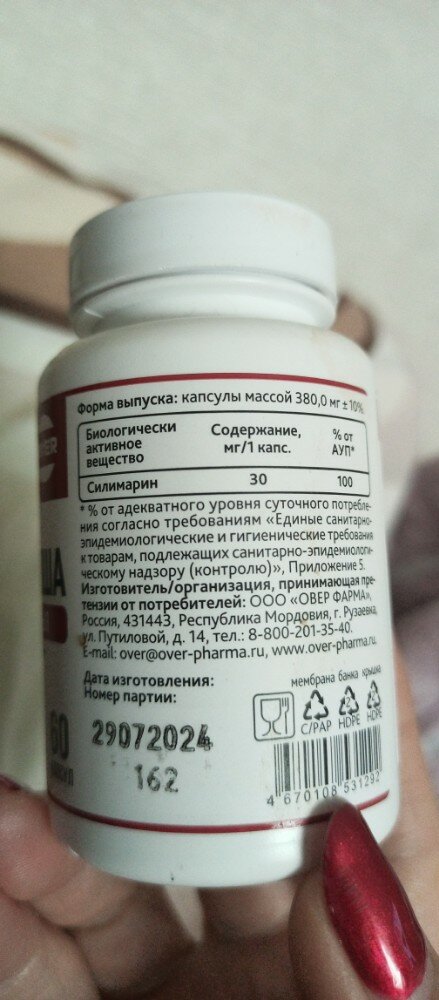 Форма выпуска: капсулы массой 380,0 мг ± 10%
Биологически активное вещество
Содержание, мг/1 капс.
% от АУП*
Силимарин 30 100
* % от адекватного уровня суточного потребле-
ния согласно требованиям «Единые санитарно-
эпидемиологические и гигиенические требования
к товарам, подлежащих санитарно-эпидемиологи-
ческому надзору (контролю)», Приложение 5.
Изготовитель/организация, принимающая пре-
тензии от потребителей: ООО «ОВЕР ФАРМА»,
Россия, 431443, Республика Мордовия, г. Рузаевка,
ул. Путиловой, д. 14, тел.: 8-800-201-35-40.
E-mail: over@over-pharma.ru, www.over-pharma.ru.
Дата изготовления:
Номер партии:
29072024
162
мембрана банка крышка
C/PAP
2 HDPE
2 HDPE
4 670108 531292
60